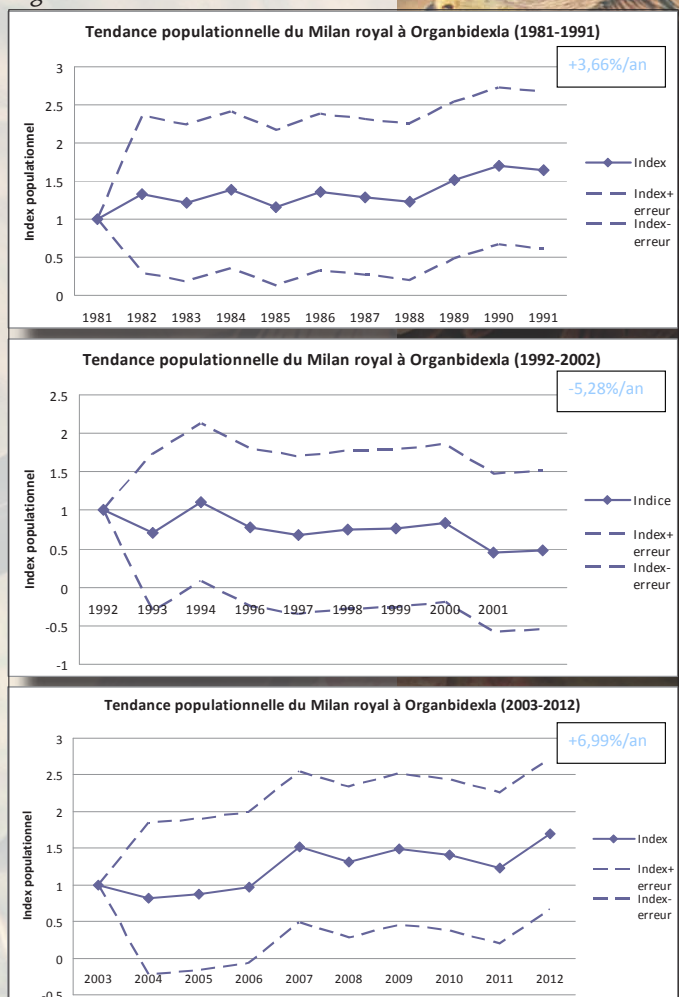 Tendance populationnelle du Milan royal à Organbidexla (1981-1991)
+3,66%/an
Index populationnel
3
2.5
2
1.5
1
0.5
0
1981 1982 1983 1984 1985 1986 1987 1988 1989 1990 1991
Index
Index+
erreur
Index-
erreur
Tendance populationnelle du Milan royal à Organbidexla (1992-2002)
-5,28%/an
Index populationnel
2.5
2
1.5
1
0.5
0
-0.5
-1
1992 1993 1994 1996 1997 1998 1999 2000 2001
Indice
Index+
erreur
Index-
erreur
Tendance populationnelle du Milan royal à Organbidexla (2003-2012)
+6,99%/an
Index populationnel
3
2.5
2
1.5
1
0.5
0
-0.5
2003 2004 2005 2006 2007 2008 2009 2010 2011 2012
Index
Index+
erreur
Index-
erreur